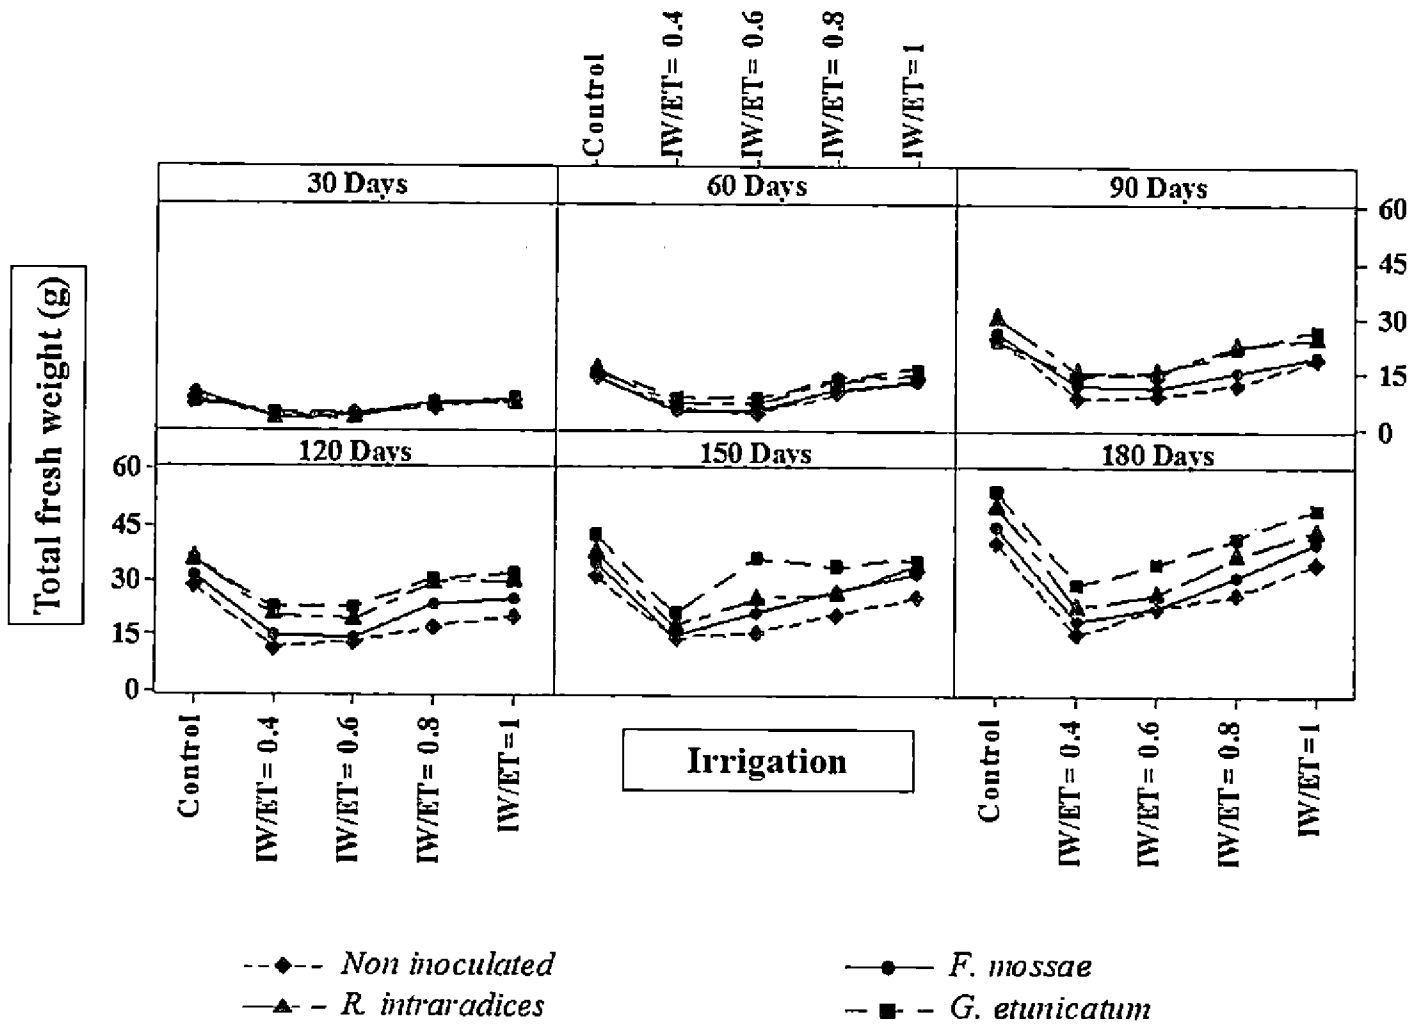 Control
IW/ET= 0.4
IW/ET= 0.6
IW/ET= 0.8
IW/ET= 1
30 Days
60 Days
90 Days
60
45
30
15
0
Total fresh weight (g)
120 Days
150 Days
180 Days
60
45
30
15
0
Control
IW/ET= 0.4
IW/ET= 0.6
IW/ET= 0.8
IW/ET=1
Irrigation
Control
IW/ET= 0.4
IW/ET= 0.6
IW/ET= 0.8
IW/ET=1
Non inoculated
F. mossae
R. intraradices
G. etunicatum